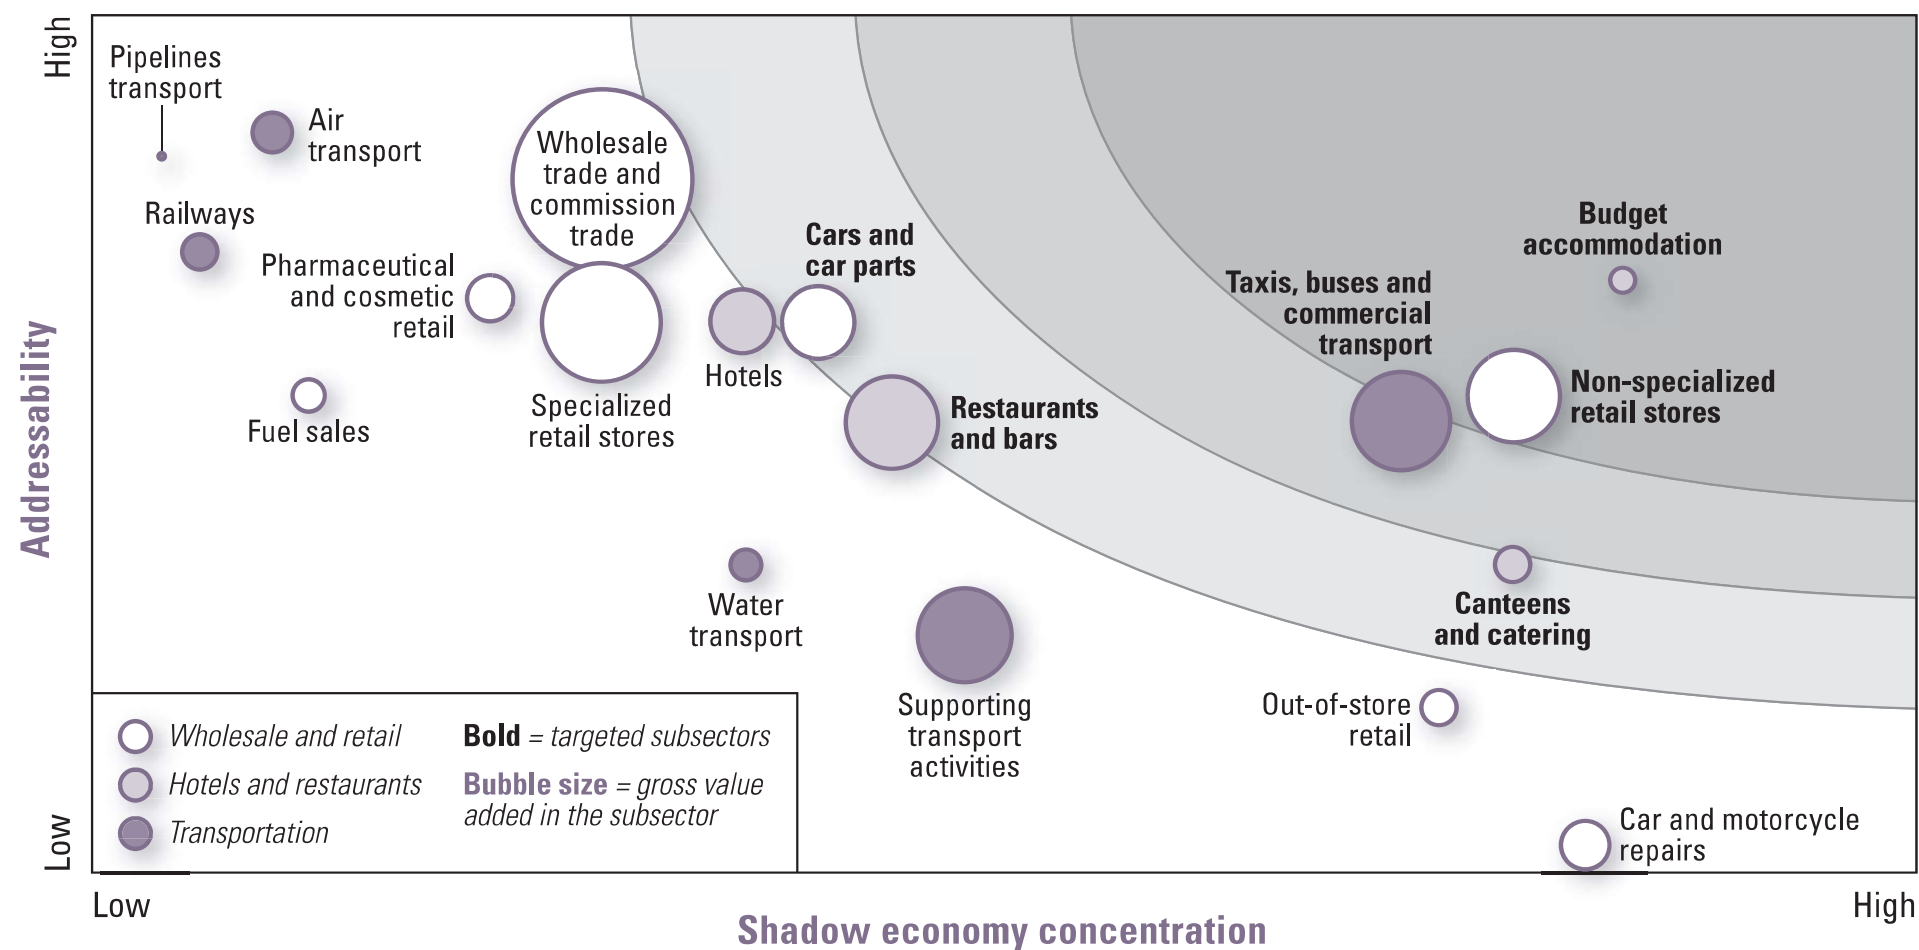 High
Pipelines
transport
Air
transport
Wholesale
trade and
commission
trade
Railways
Pharmaceutical
and cosmetic
retail
Cars and
car parts
Budget
accommodation
Taxis, buses and
commercial
transport
Hotels
Fuel sales
Specialized
retail stores
Restaurants
and bars
Non-specialized
retail stores
Addressability
Water
transport
Canteens
and catering
Supporting
transport
activities
Out-of-store
retail
Car and motorcycle
repairs
Wholesale and retail
Hotels and restaurants
Transportation
Bold = targeted subsectors
Bubble size = gross value
added in the subsector
Low
Low
High
Shadow economy concentration